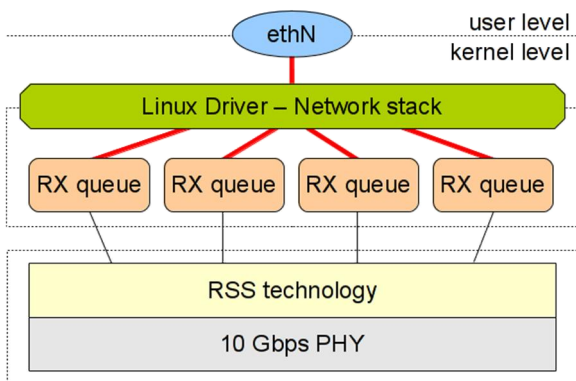 user level
ethN
kernel level
Linux Driver – Network stack
RX queue RX queue RX queue RX queue
RSS technology
10 Gbps PHY